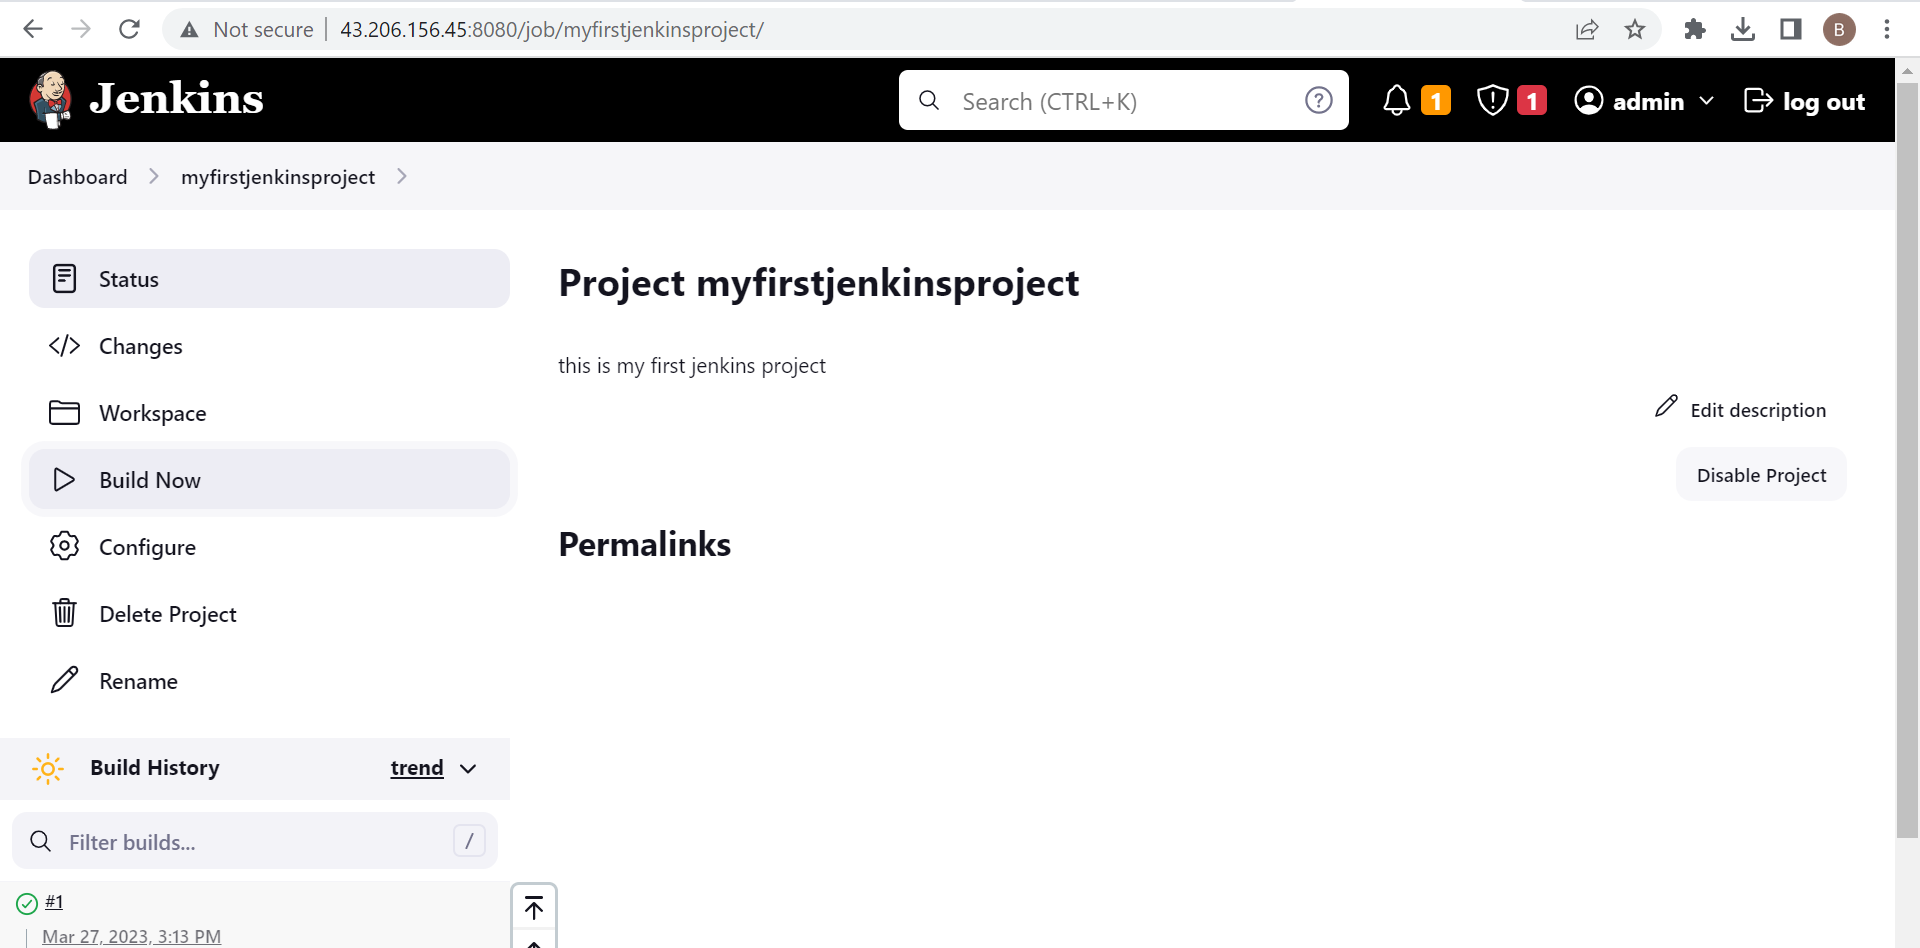 Not secure | 43.206.156.45:8080/job/myfirstjenkinsproject/
B
Jenkins
Search (CTRL+K)
?
1
1
admin
log out
Dashboard
myfirstjenkinsproject
Status
Changes
Workspace
Build Now
Configure
Delete Project
Rename
Project myfirstjenkinsproject
this is my first jenkins project
Edit description
Disable Project
Permalinks
Build History
trend
Filter builds...
/
#1
Mar 27, 2023, 3:13 PM